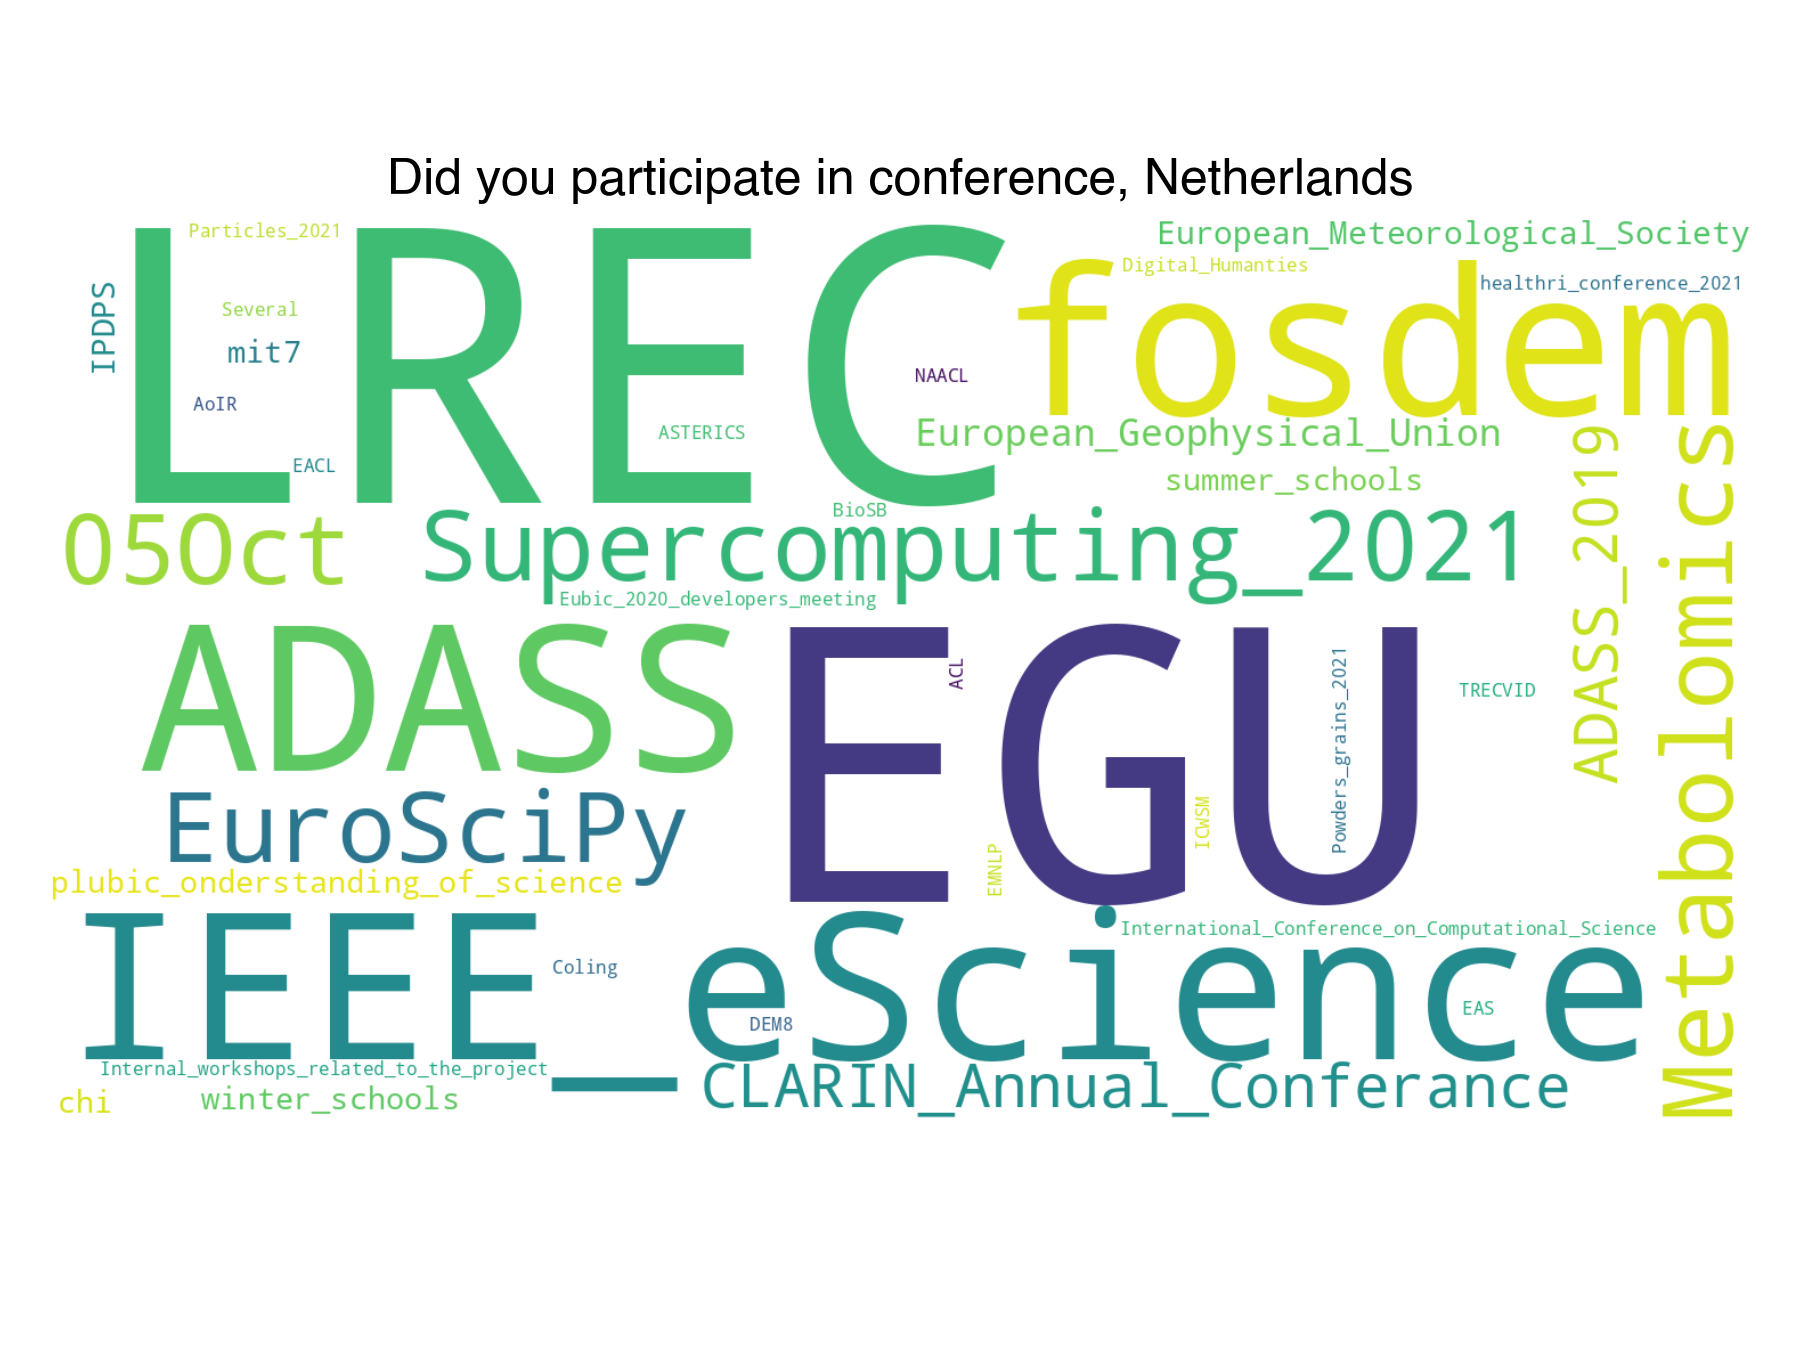 Did you participate in conference, Netherlands
Particles_2021
LREC
European_Meteorological_Society
Digital_Humanties
fosdem
healthri_conference_2021
IPDPS
Several
mit7
NAACL
AoIR
ASTERICS
European_Geophysical_Union
EACL
summer_schools
ADASS_2019
Metabolomics
BioSB
05Oct
Supercomputing_2021
Eubic_2020_developers_meeting
ADASS
EGU
ACL
Powders_grains_2021
TRECVID
EuroSciPy
ICWSM
EMNLP
plubic_onderstanding_of_science
IEEE_eScience
International_Conference_on_Computational_Science
Coling
EAS
DEM8
Internal_workshops_related_to_the_project
CLARIN_Annual_Conferance
chi
winter_schools